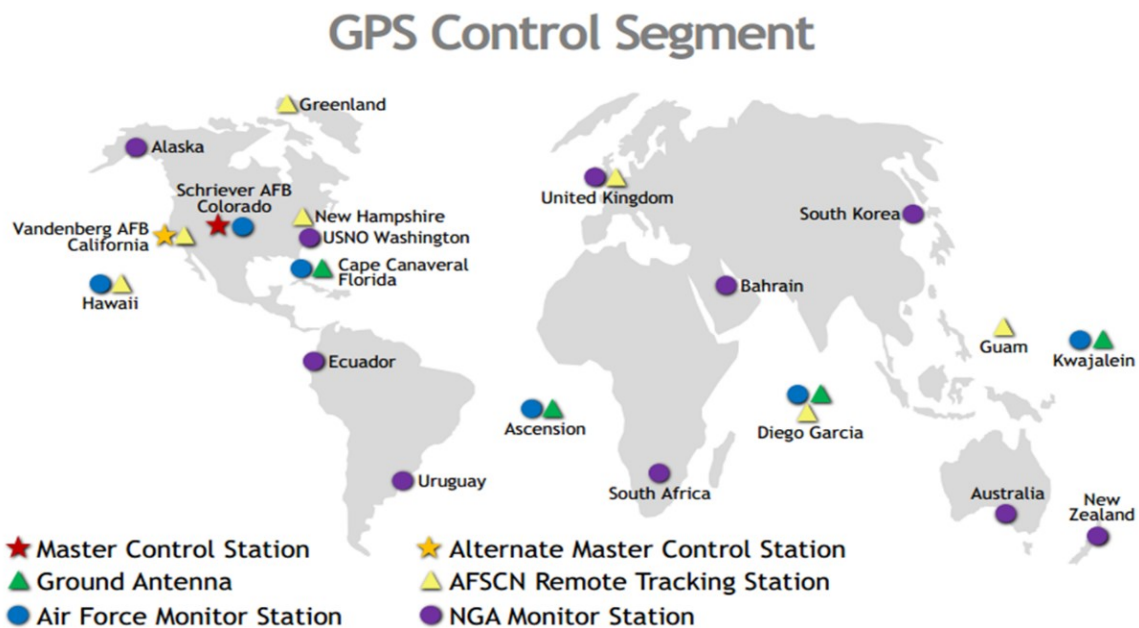 GPS Control Segment
Greenland
Alaska
Schriever AFB
Colorado
Vandenberg AFB
California
New Hampshire
USNO Washington
Cape Canaveral
Florida
Hawaii
United Kingdom
South Korea
Bahrain
Guam
Kwajalein
Ecuador
Ascension
Diego Garcia
Uruguay
South Africa
Australia
New
Zealand
Master Control Station
Alternate Master Control Station
Ground Antenna
AFSCN Remote Tracking Station
Air Force Monitor Station
NGA Monitor Station